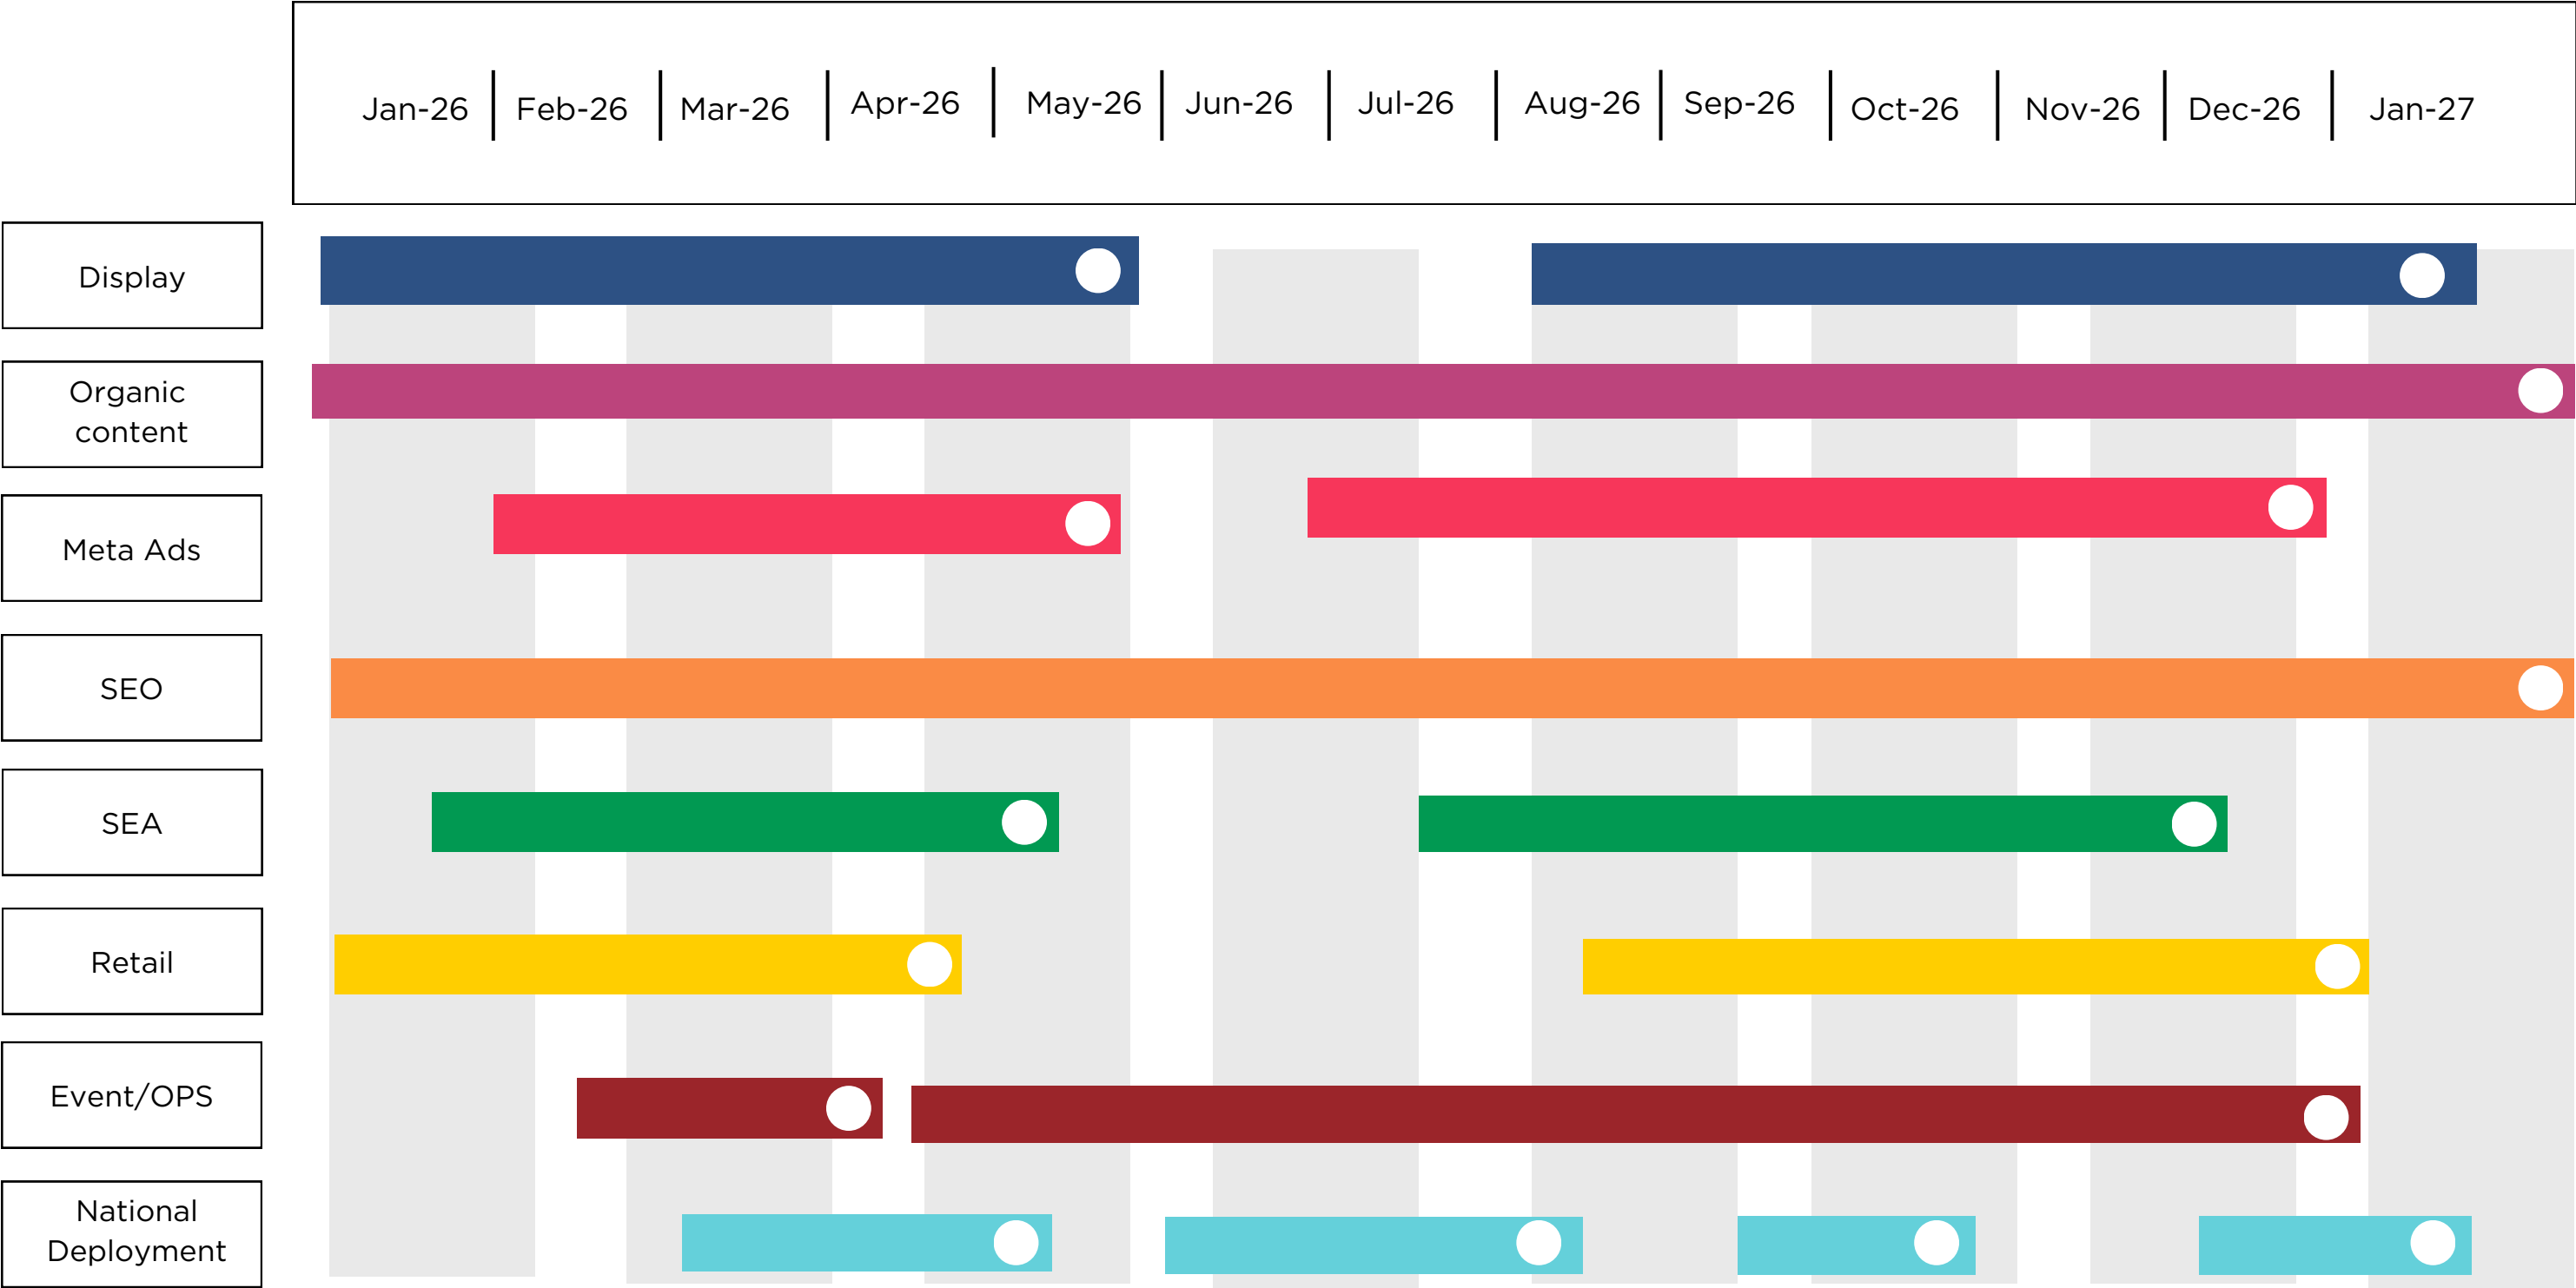 Jan-26 Feb-26 Mar-26 Apr-26 May-26 Jun-26 Jul-26 Aug-26 Sep-26 Oct-26 Nov-26 Dec-26 Jan-27
Display
Organic
content
Meta Ads
SEO
SEA
Retail
Event/OPS
National
Deployment